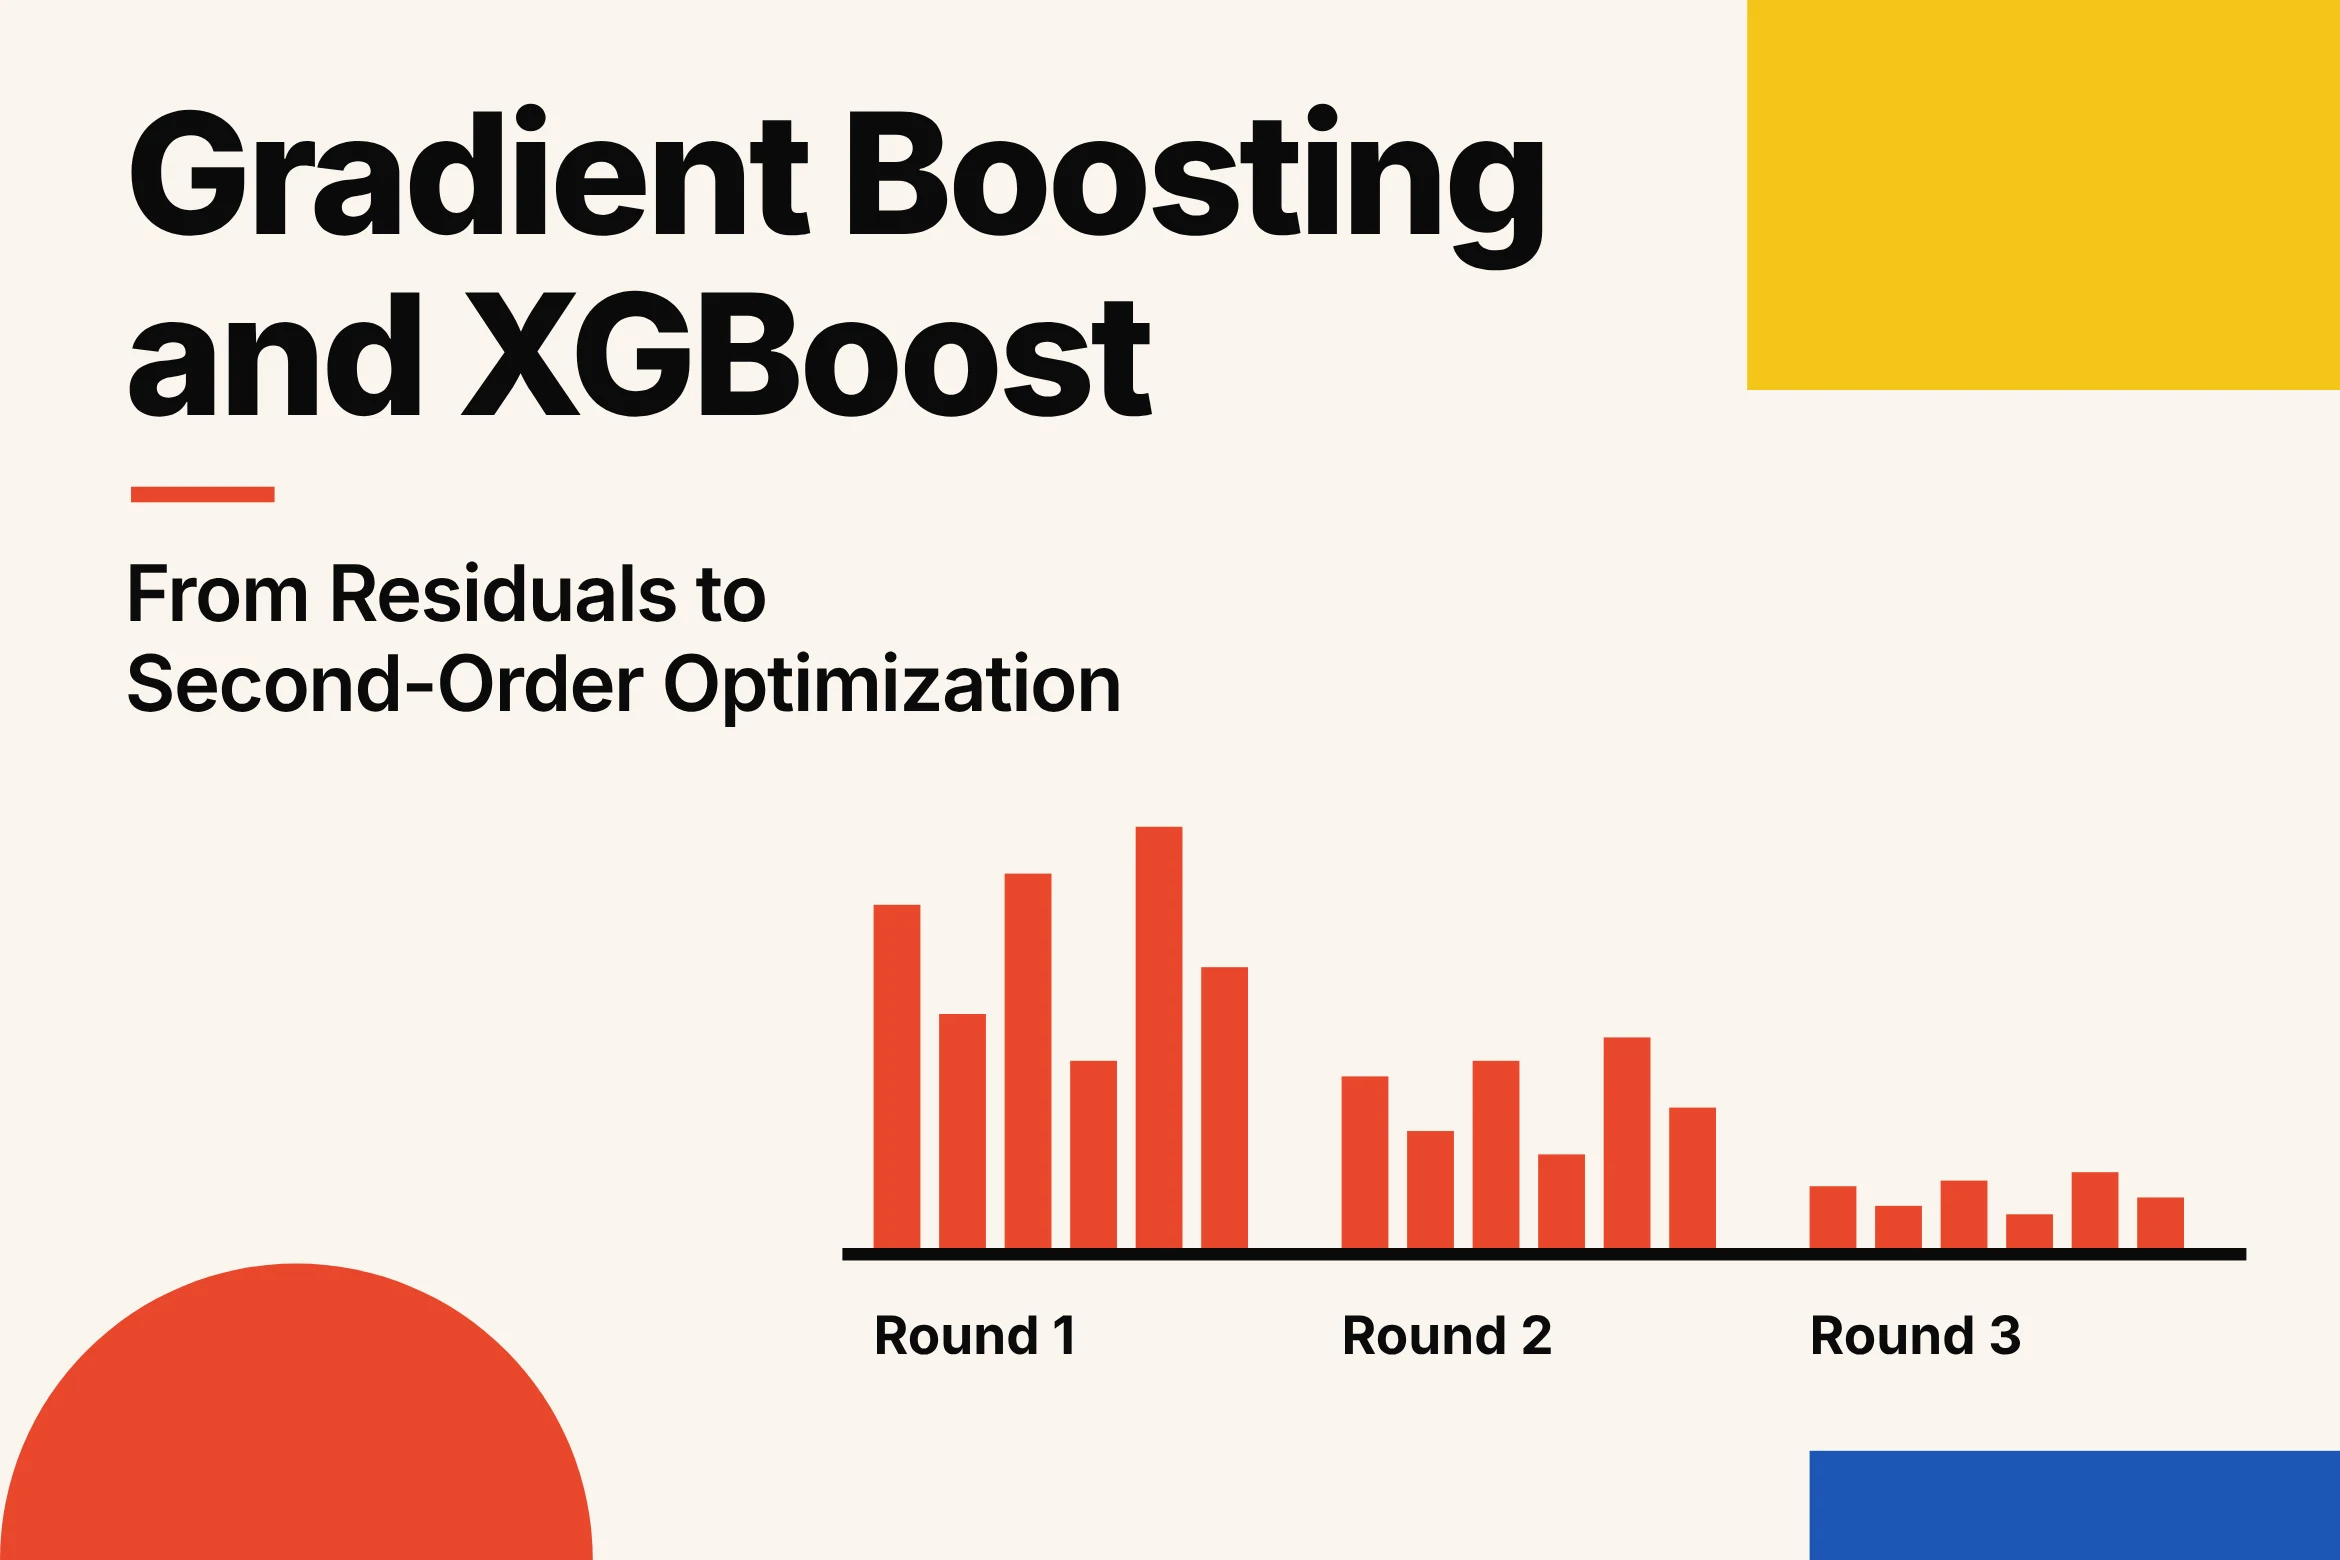 Gradient Boosting
and XGBoost
From Residuals to
Second-Order Optimization
Round 1
Round 2
Round 3